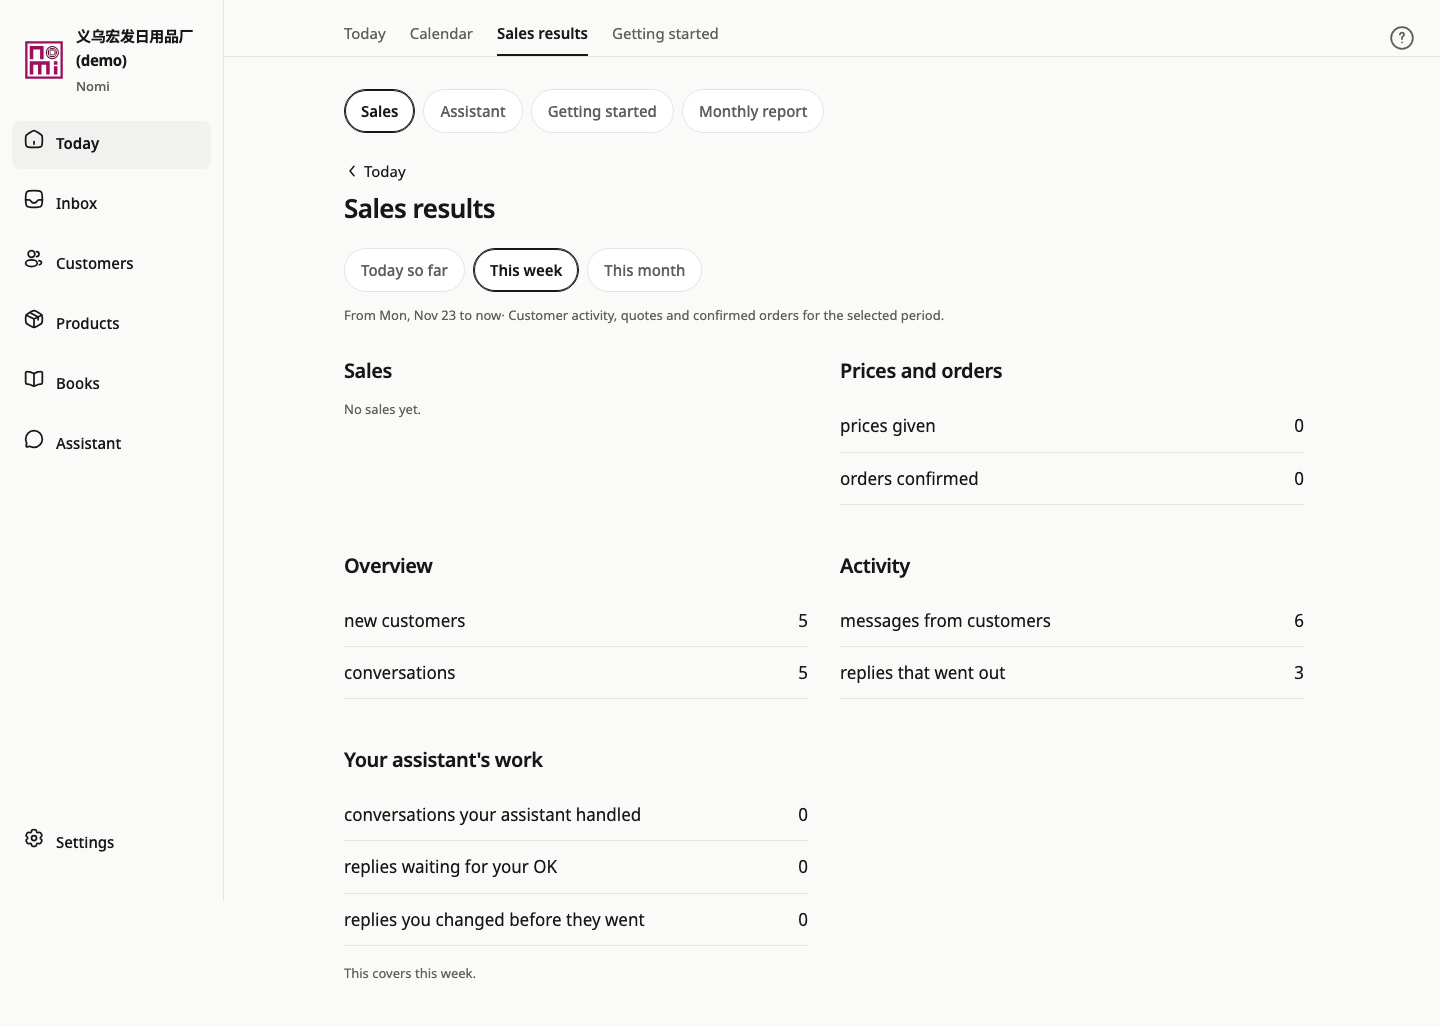 义乌宏发日用品厂
(demo)
Nomi
Today
Inbox
Customers
Products
Books
Assistant
Settings
Today Calendar Sales results Getting started
Sales Assistant Getting started Monthly report
Today
Sales results
Today so far This week This month
From Mon, Nov 23 to now· Customer activity, quotes and confirmed orders for the selected period.
Sales
No sales yet.
Prices and orders
prices given 0
orders confirmed 0
Overview
new customers 5
conversations 5
Activity
messages from customers 6
replies that went out 3
Your assistant's work
conversations your assistant handled 0
replies waiting for your OK 0
replies you changed before they went 0
This covers this week.